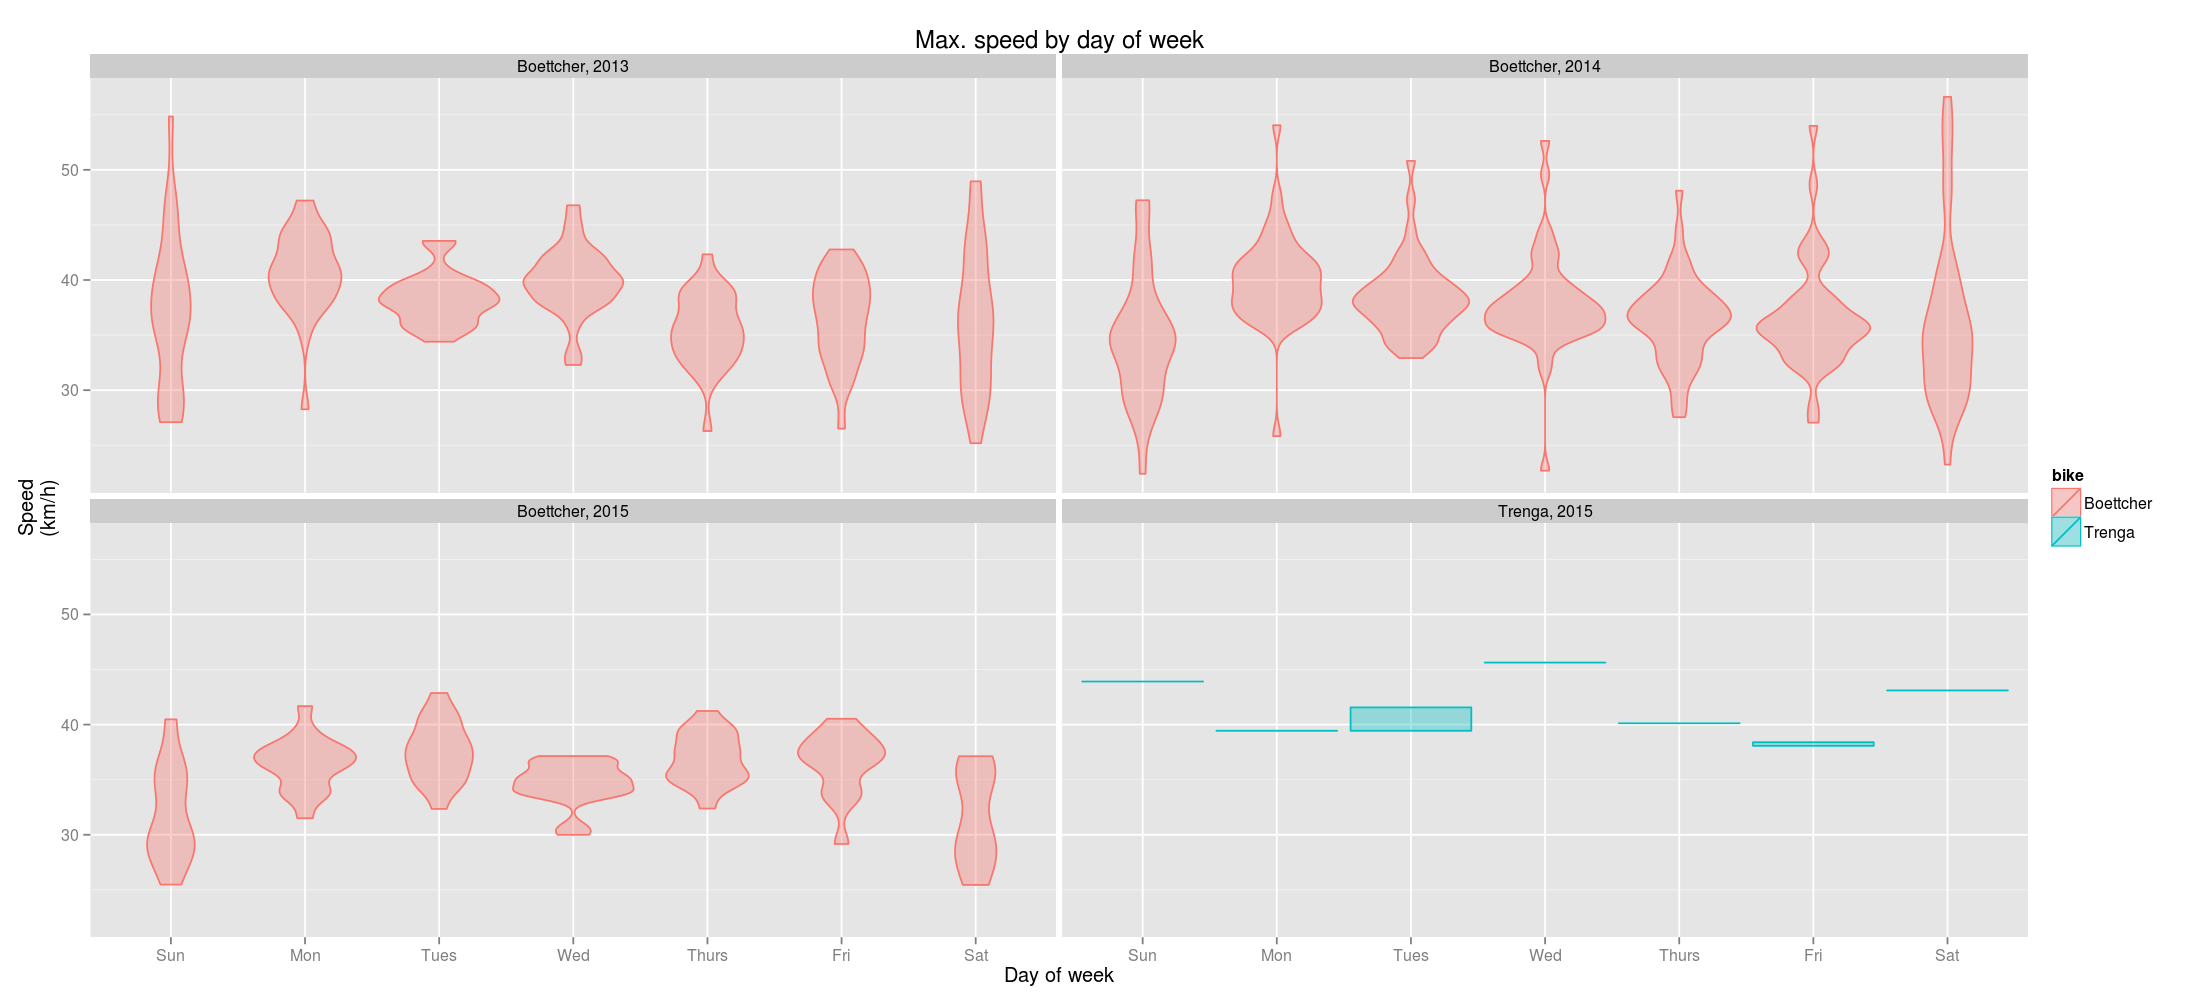 Max. speed by day of week
Boettcher, 2013
Boettcher, 2014
50
40
30
Speed
(km/h)
Boettcher, 2015
Trenga, 2015
50
40
30
Sun Mon Tues Wed Thurs Fri Sat
Sun Mon Tues Wed Thurs Fri Sat
Day of week
bike
Boettcher
Trenga